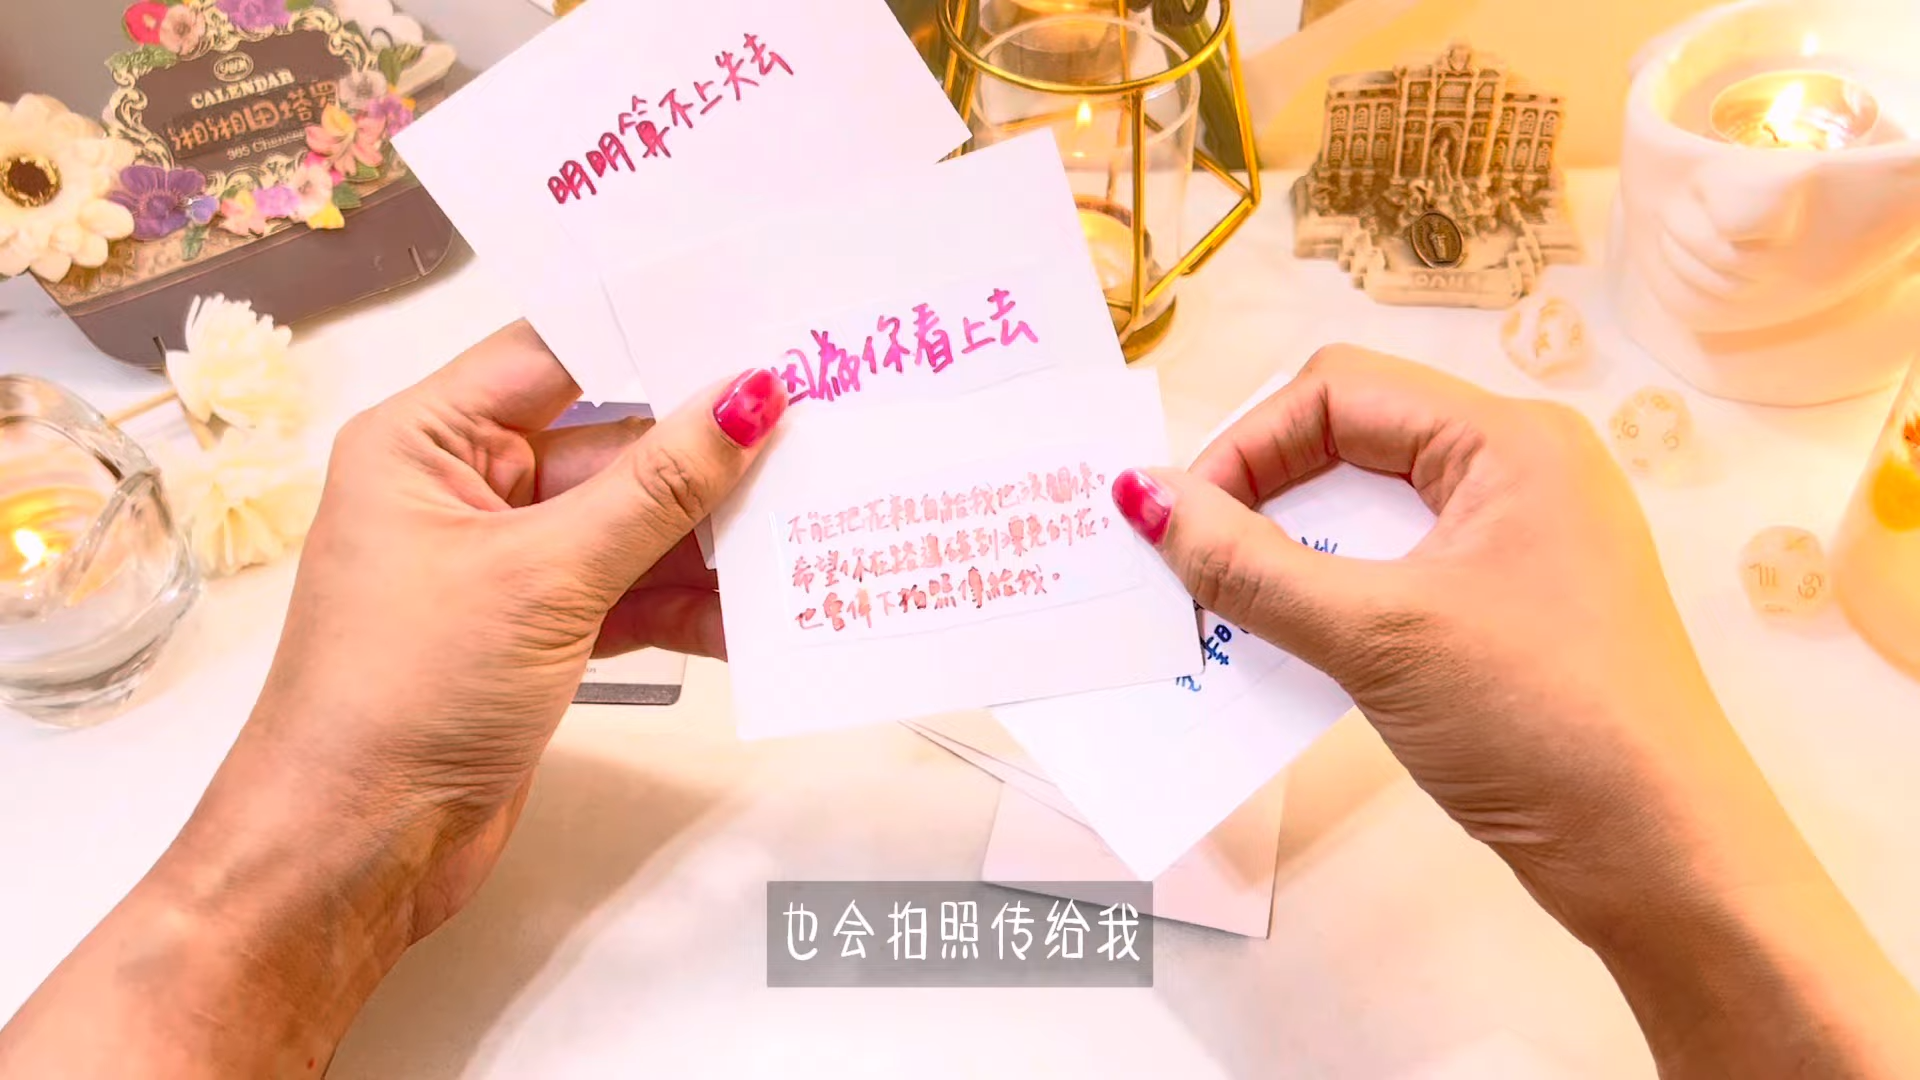 CALENDAR
湘湘田塔羅
365 Chances
明明算不上失去
因為你看上去
不能把花親自給我也沒關係，
希望你在路邊碰到漂亮的花，
也會停下拍照傳給我。
也会拍照传给我